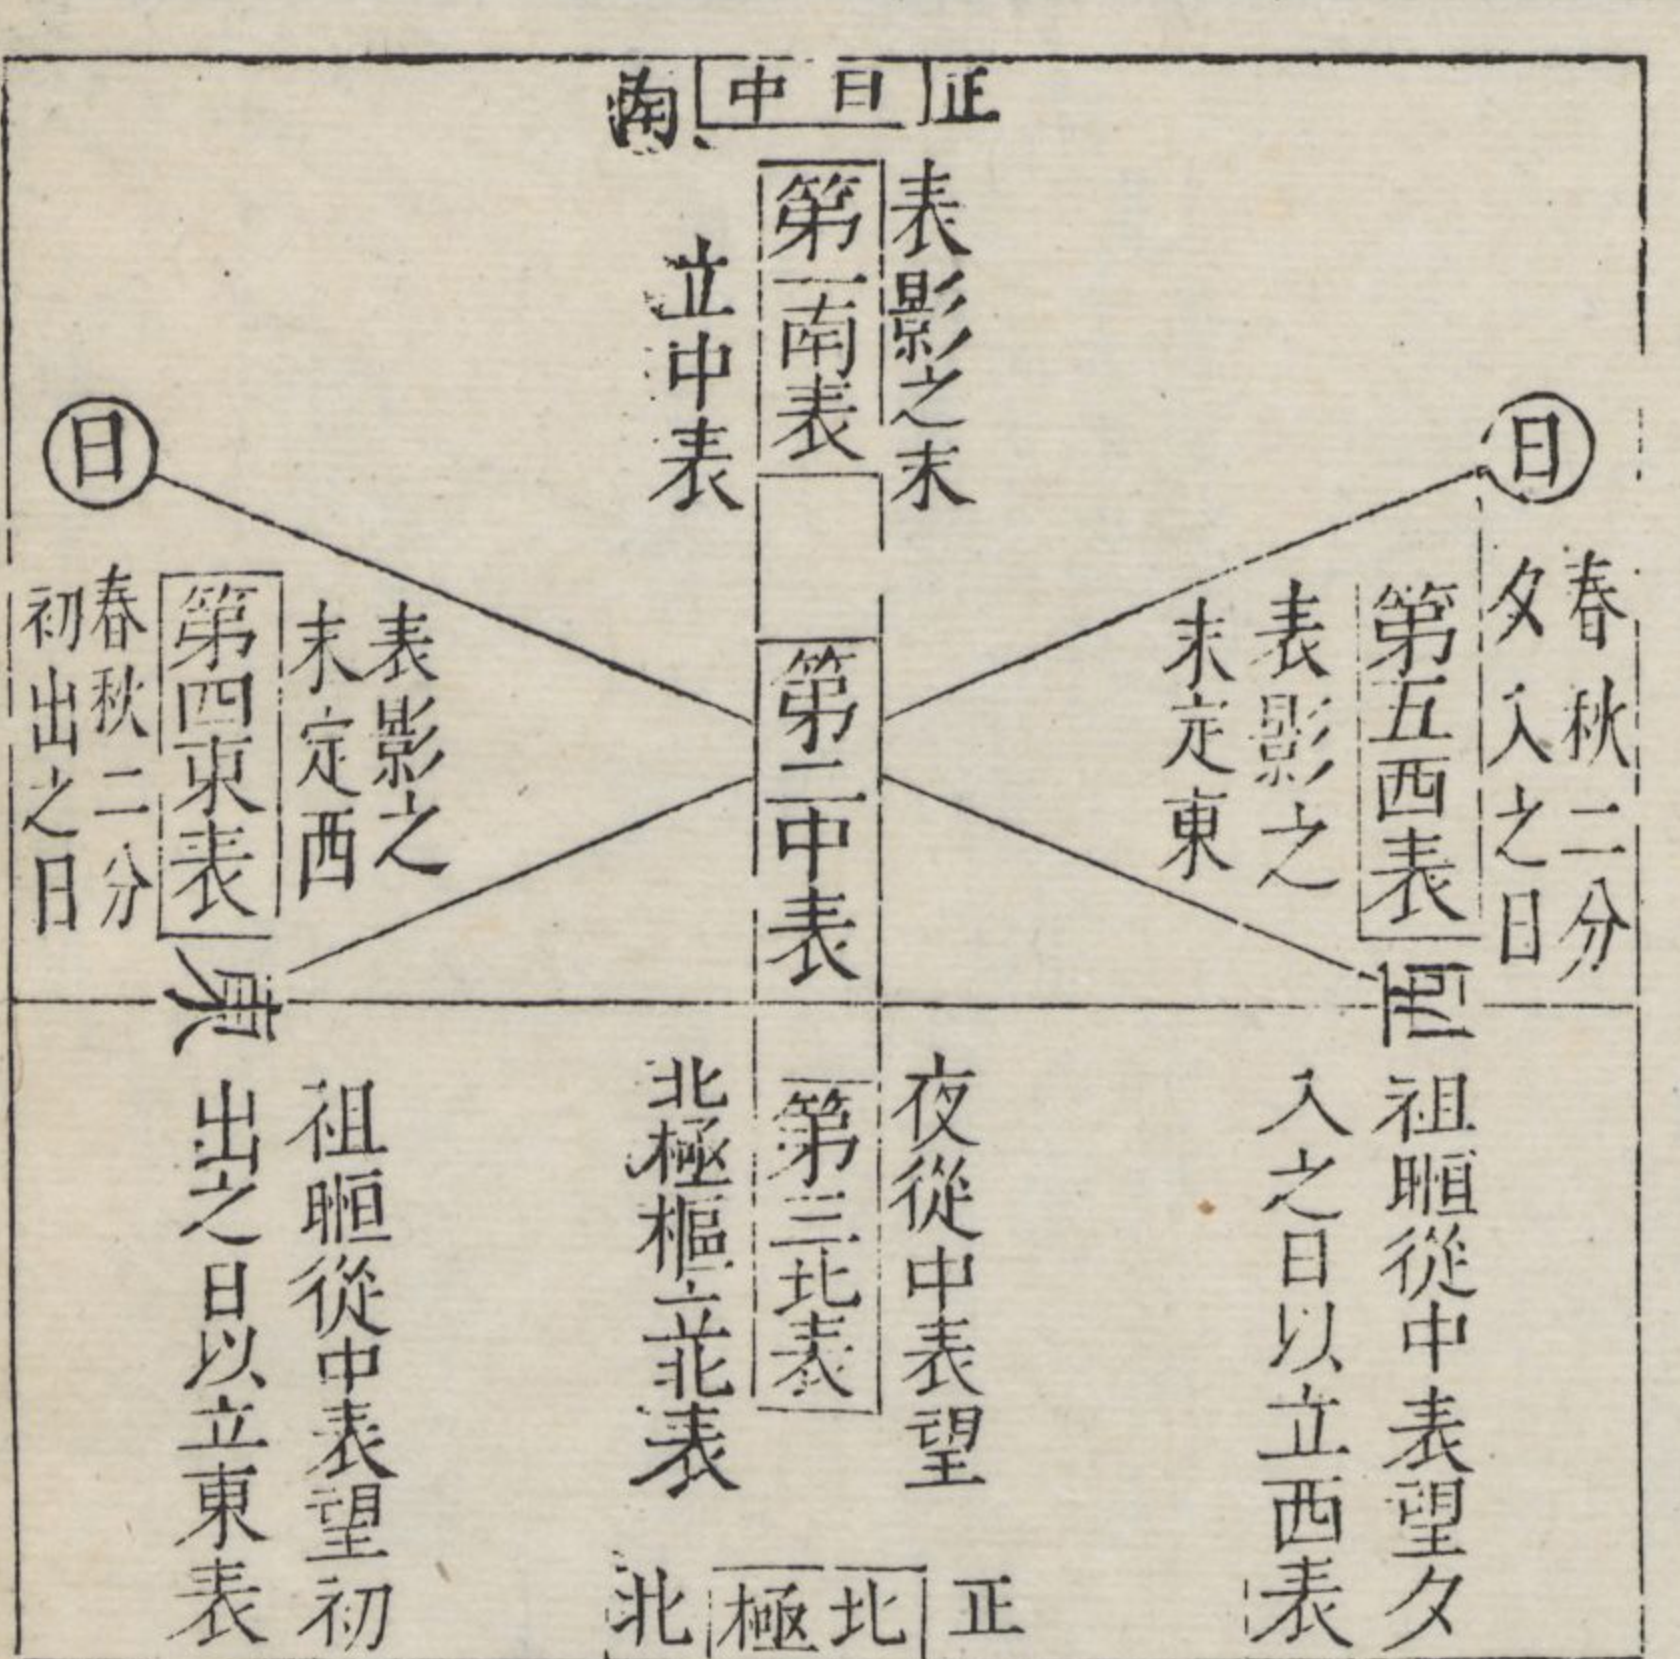 正日中南
表影之末
第一南表
立中表
日
春秋二分
夕入之日
第五西表
表影之
末定東
西
第二中表
日
表影之
末定西
第四東表
春秋二分
初出之日
東
祖暅從中表望夕
入之日以立西表
夜從中表望
第三北表
北極樞立北表
祖暅從中表望初
出之日以立東表
正北極北